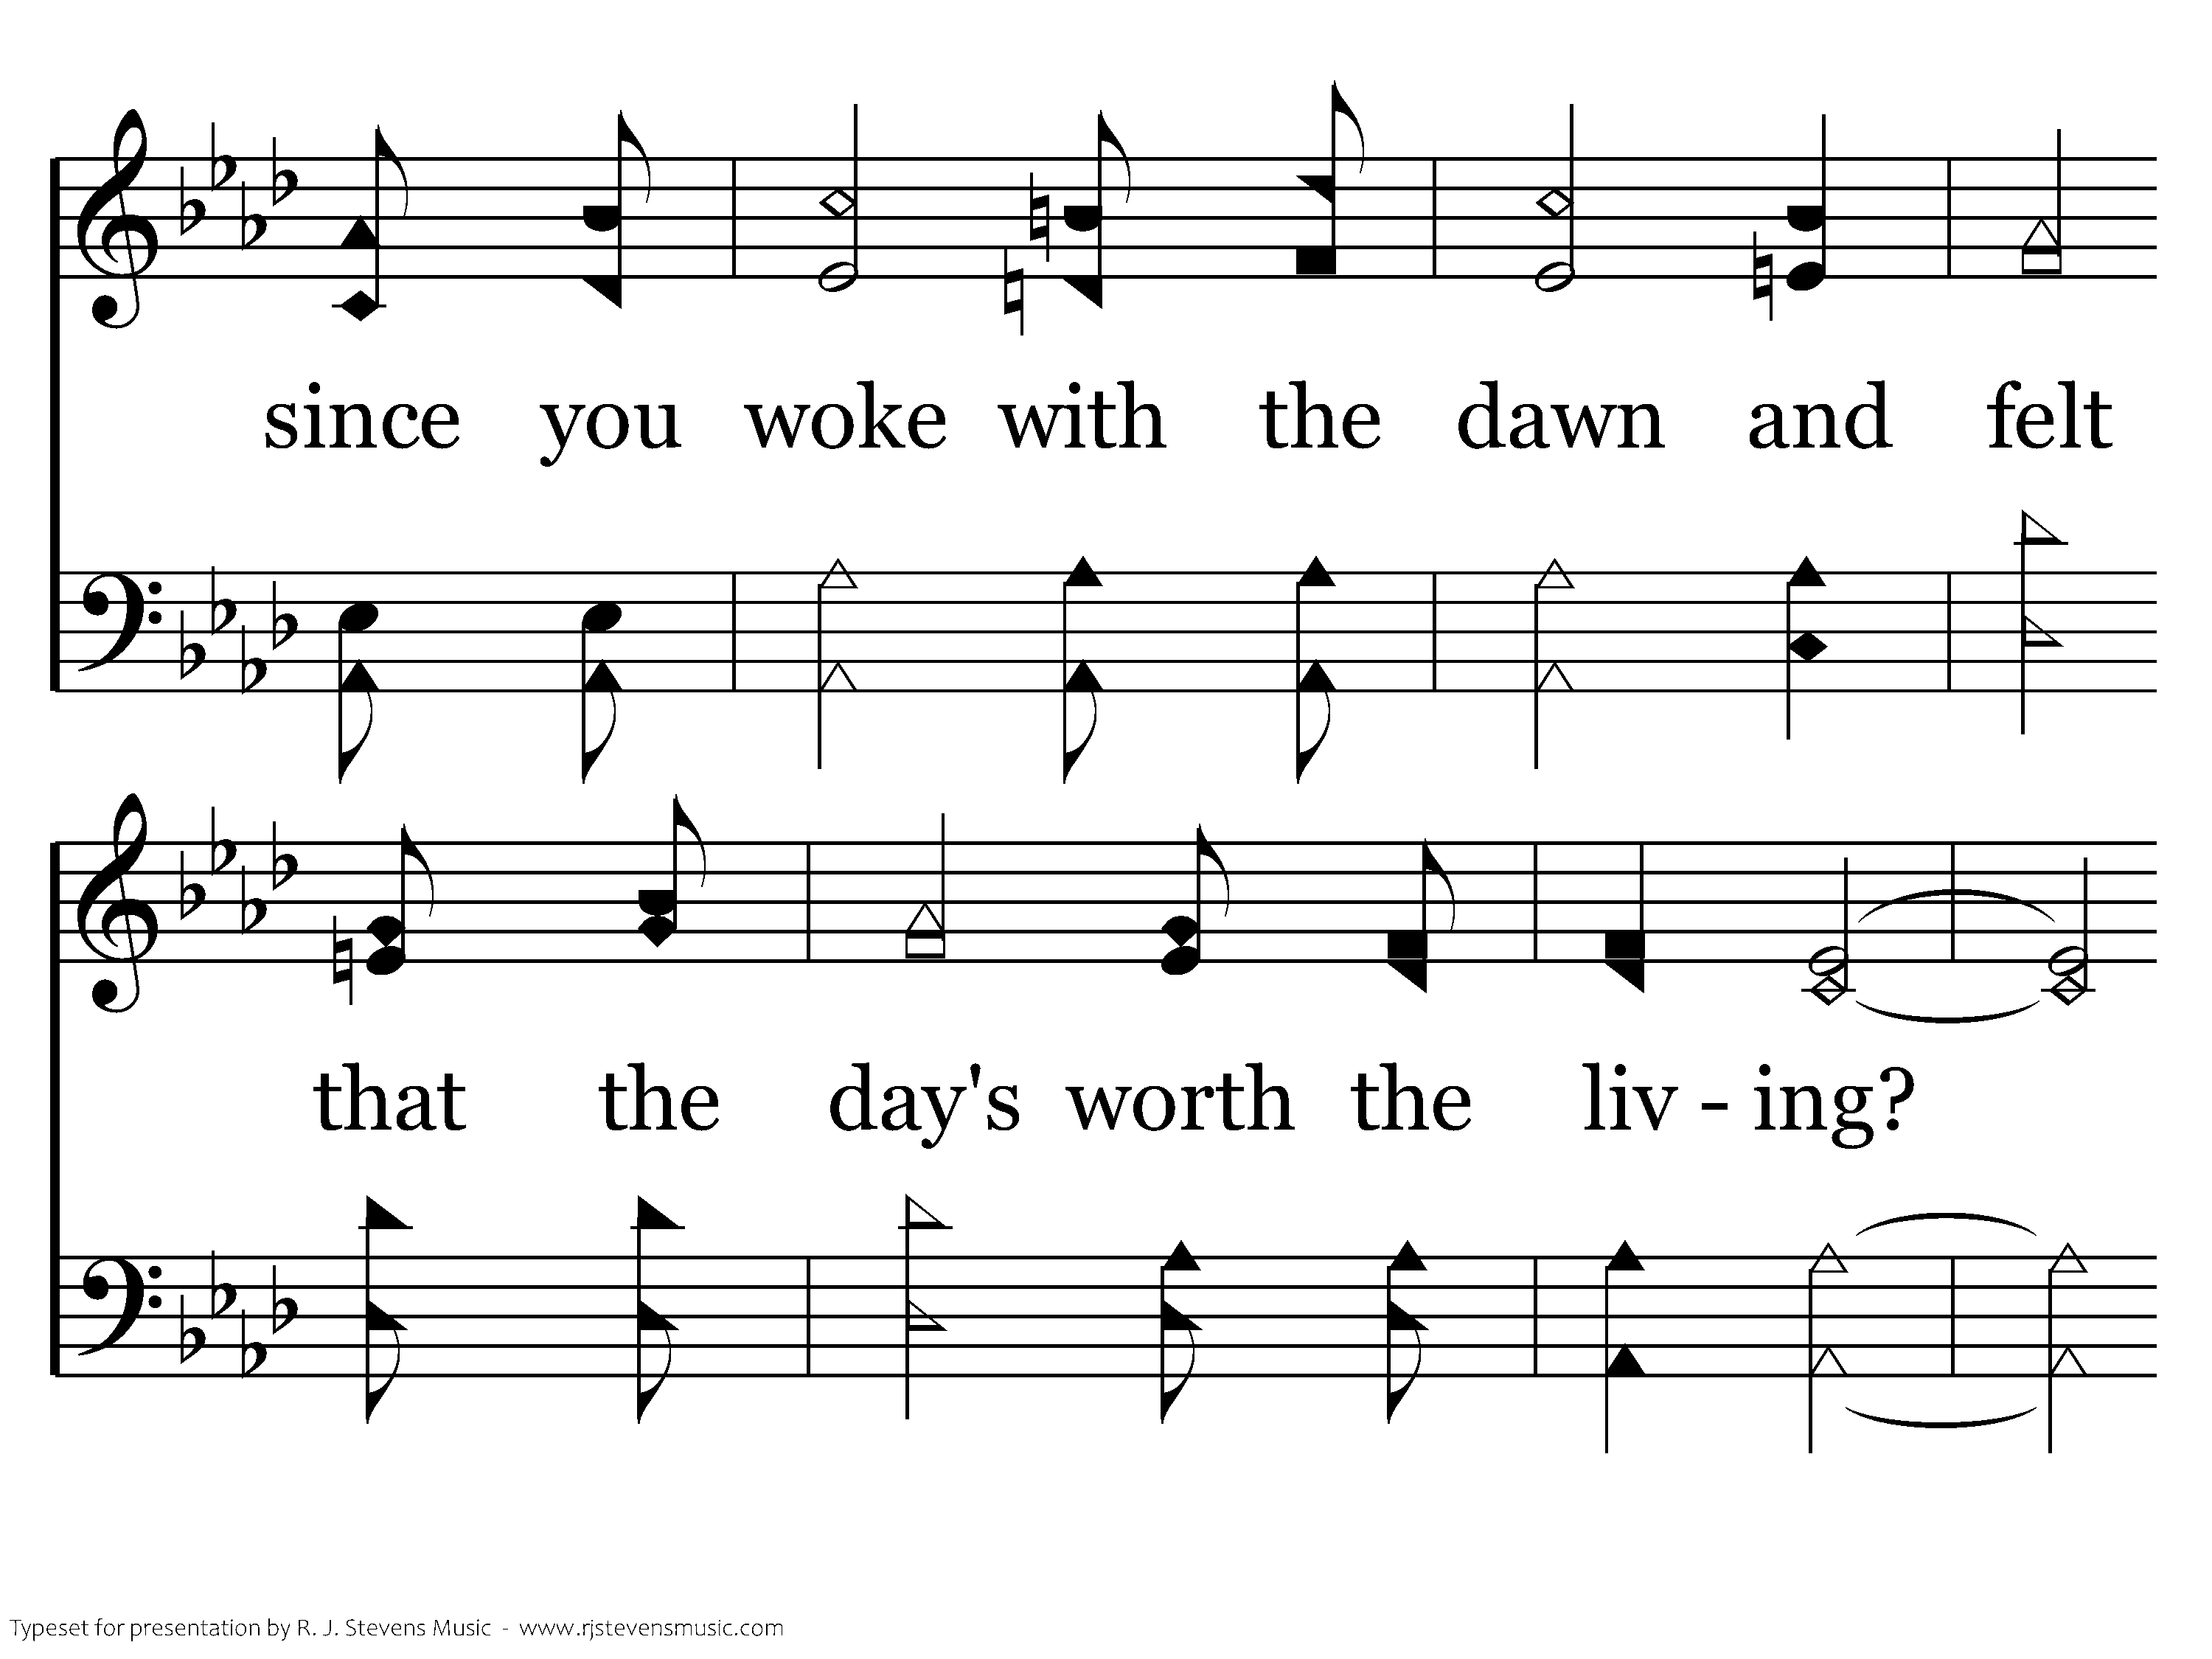 since you woke with the dawn and felt
that the day's worth the liv - ing?
Typeset for presentation by R. J. Stevens Music - www.rjstevensmusic.com